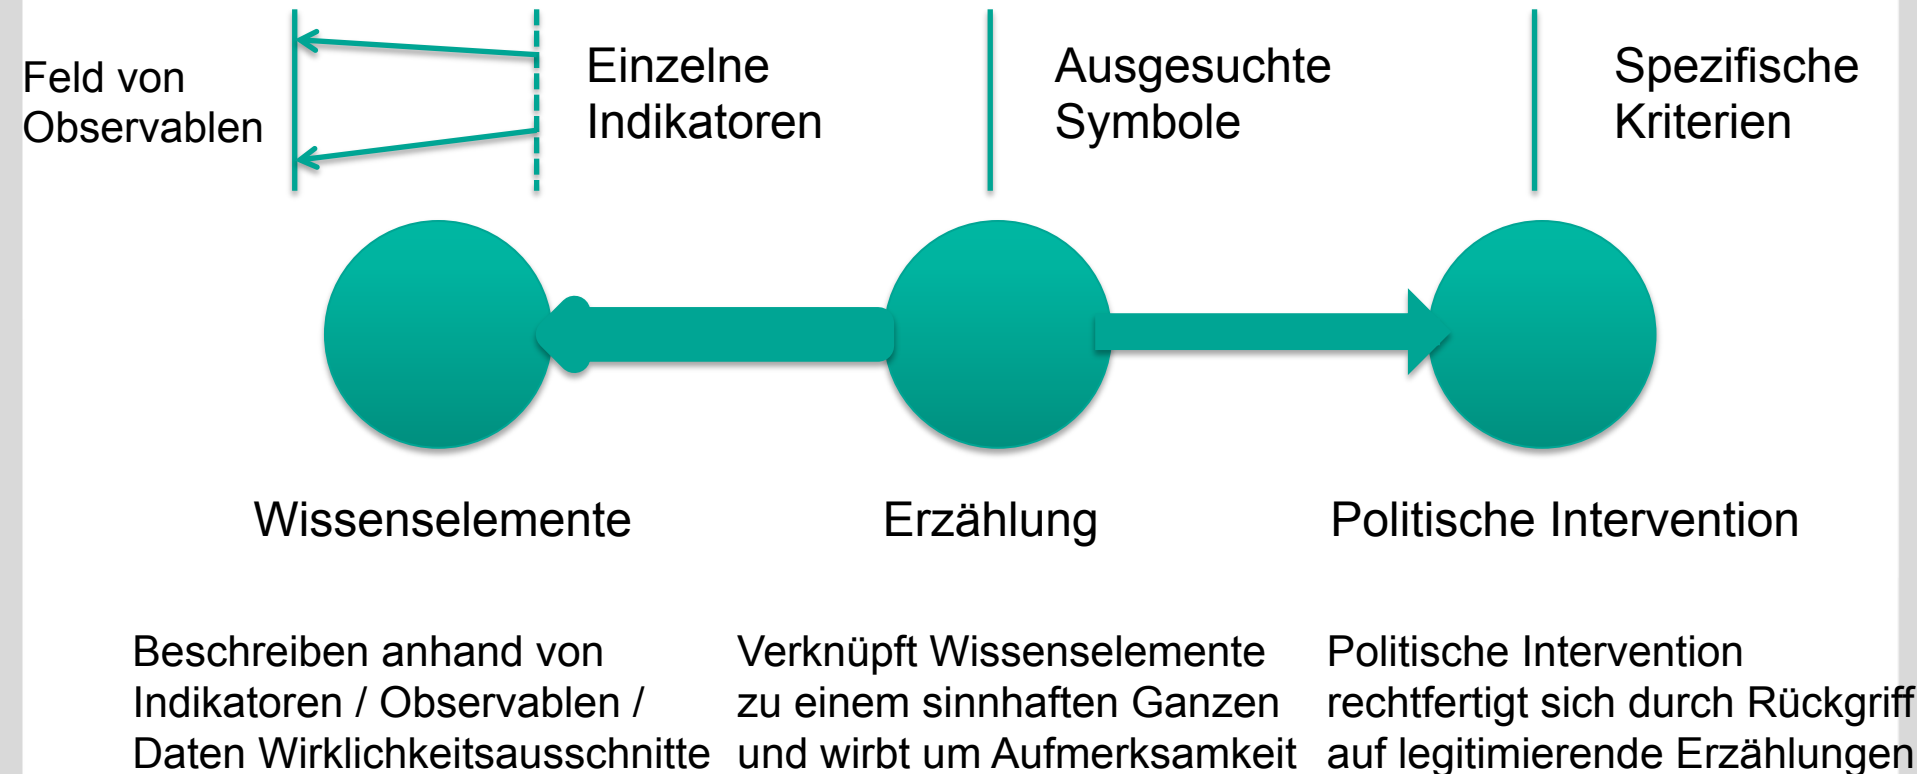 Feld von
Observablen
Einzelne
Indikatoren
Ausgesuchte
Symbole
Spezifische
Kriterien
Wissenselemente
Erzählung
Politische Intervention
Beschreiben anhand von
Indikatoren / Observablen /
Daten Wirklichkeitsausschnitte
Verknüpft Wissenselemente
zu einem sinnhaften Ganzen
und wirbt um Aufmerksamkeit
Politische Intervention
rechtfertigt sich durch Rückgriff
auf legitimierende Erzählungen